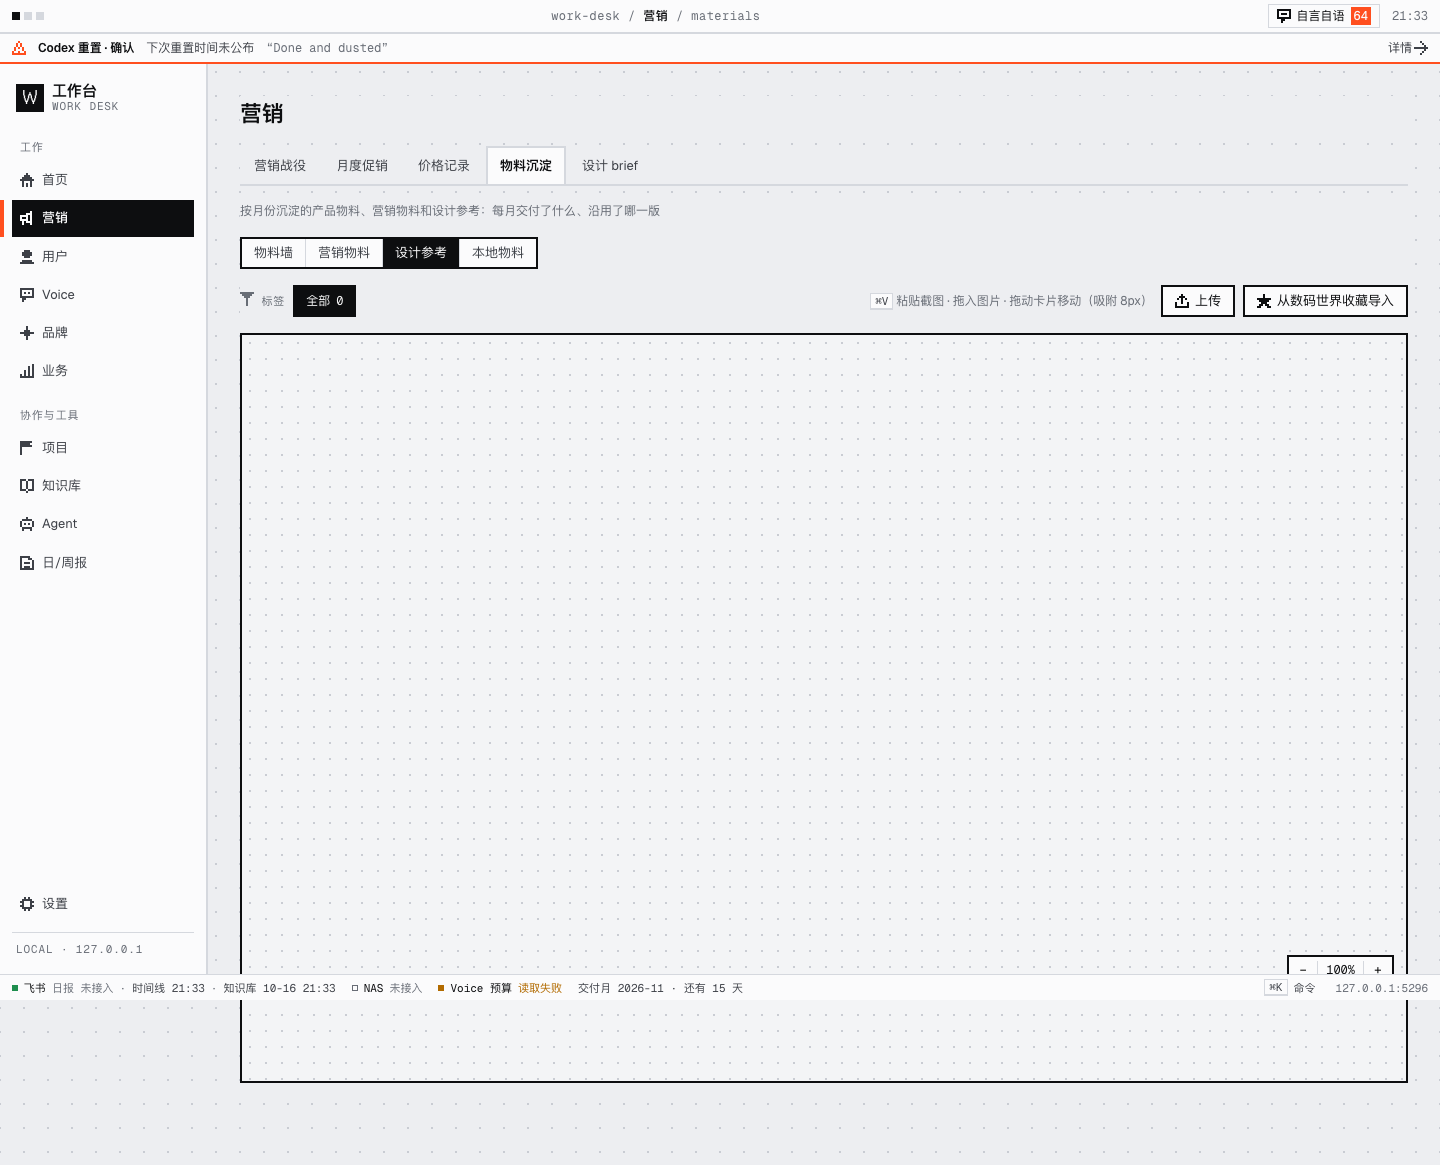 work-desk / 营销 / materials
自言自语 64
21:33
Codex 重置·确认 下次重置时间未公布 “Done and dusted”
详情
W
工作台
WORK DESK
工作
首页
营销
用户
Voice
品牌
业务
协作与工具
项目
知识库
Agent
日/周报
设置
LOCAL · 127.0.0.1
营销
营销战役 月度促销 价格记录 物料沉淀 设计 brief
按月份沉淀的产品物料、营销物料和设计参考：每月交付了什么、沿用了哪一版
物料墙 营销物料 设计参考 本地物料
标签 全部 0
⌘V 粘贴截图·拖入图片·拖动卡片移动（吸附 8px）
上传
从数码世界收藏导入
− 100% +
飞书 日报 未接入 · 时间线 21:33 · 知识库 10-16 21:33 NAS 未接入 Voice 预算 读取失败 交付月 2026-11 · 还有 15 天
⌘K 命令 127.0.0.1:5296